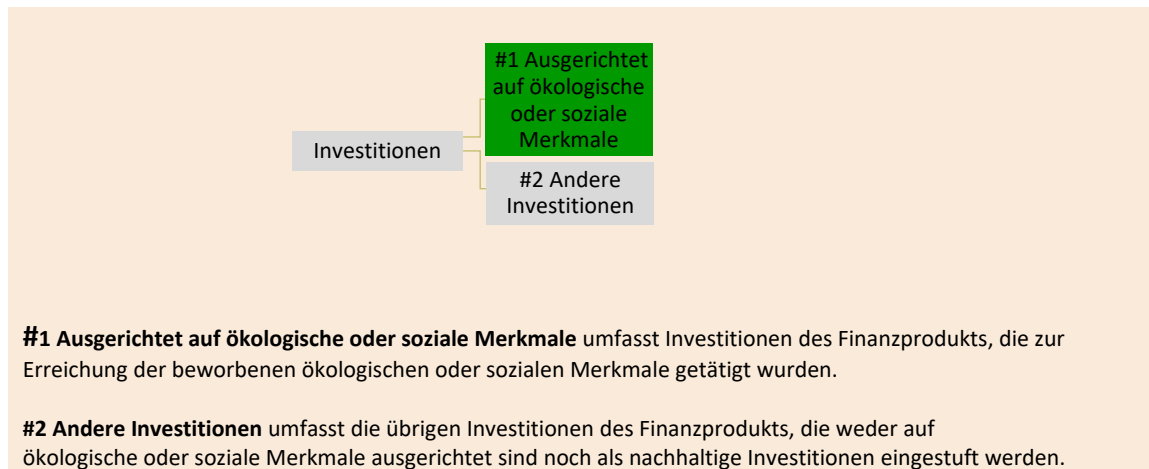 #1 Ausgerichtet
auf ökologische
oder soziale
Merkmale
Investitionen
#2 Andere
Investitionen
#1 Ausgerichtet auf ökologische oder soziale Merkmale umfasst Investitionen des Finanzprodukts, die zur
Erreichung der beworbenen ökologischen oder sozialen Merkmale getätigt wurden.
#2 Andere Investitionen umfasst die übrigen Investitionen des Finanzprodukts, die weder auf
ökologische oder soziale Merkmale ausgerichtet sind noch als nachhaltige Investitionen eingestuft werden.